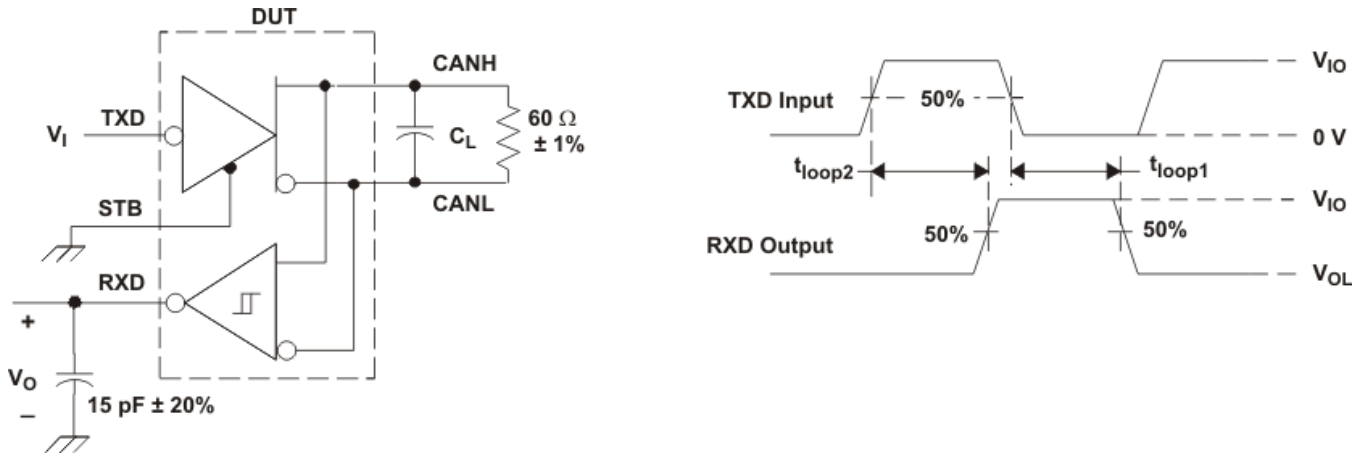 DUT
CANH
TXD
V_I
C_L
60 Ω
± 1%
STB
CANL
RXD
+
V_O
–
15 pF ± 20%
TXD Input
50%
V_IO
0 V
t_loop2
t_loop1
RXD Output
50%
50%
V_IO
V_OL